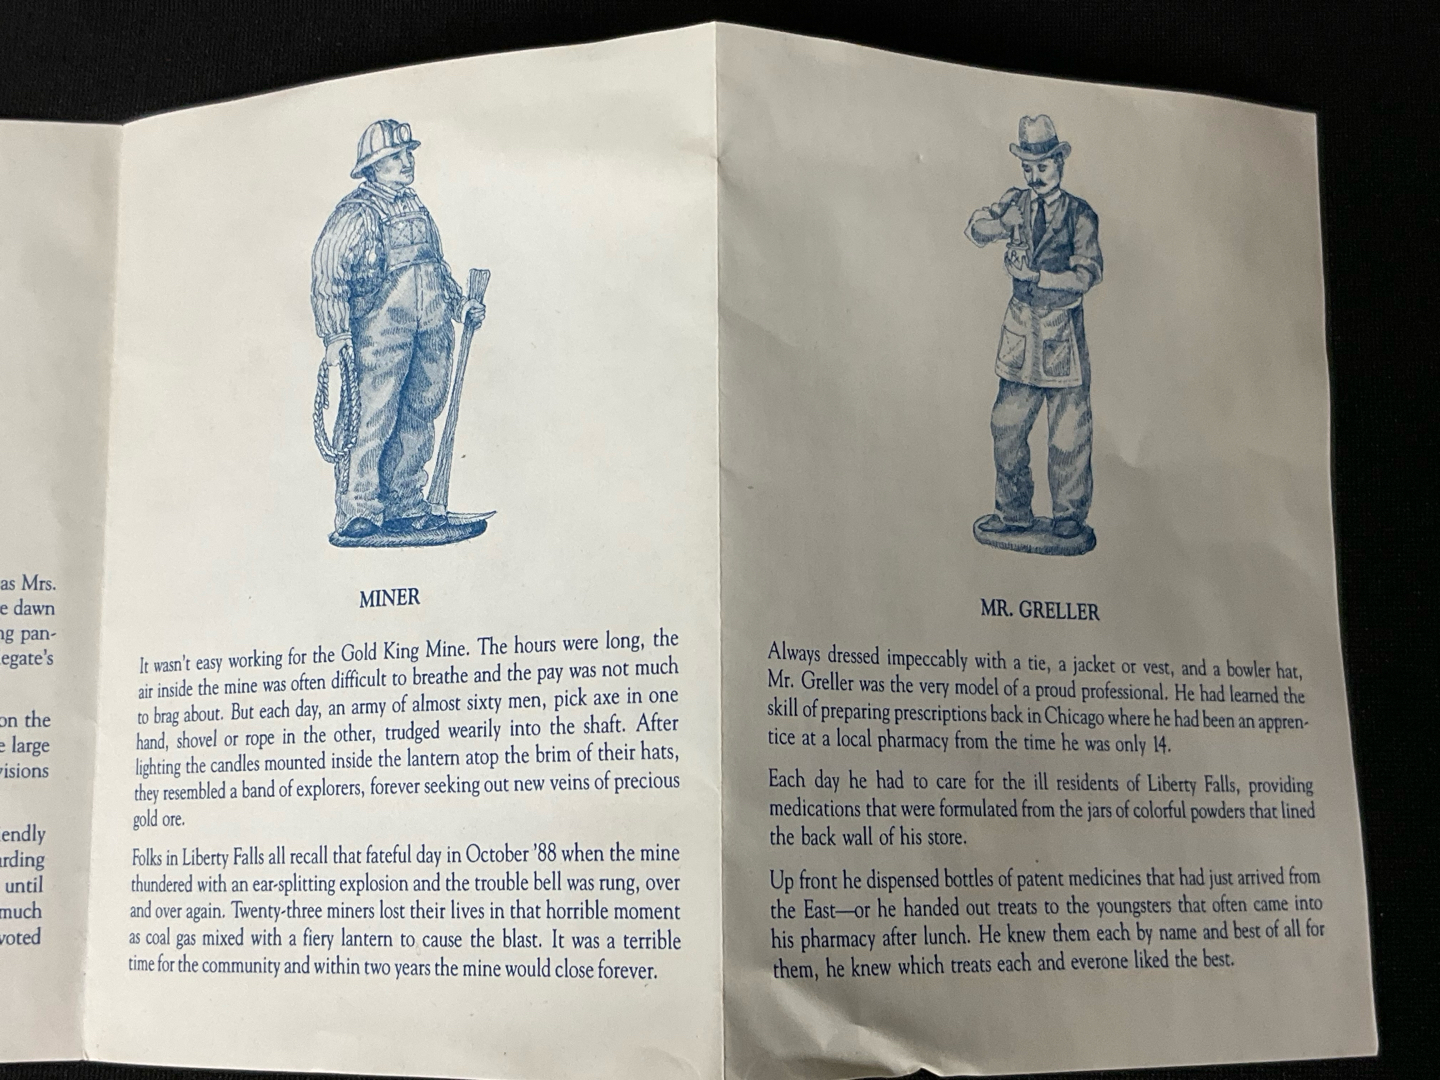 as Mrs.
dawn
pan-
egate's
on the
large
visions
endly
until
much
voted
MINER
It wasn't easy working for the Gold King Mine. The hours were long, the
air inside the mine was often difficult to breathe and the pay was not much
to brag about. But each day, an army of almost sixty men, pick axe in one
hand, shovel or rope in the other, trudged wearily into the shaft. After
lighting the candles mounted inside the lantern atop the brim of their hats,
they resembled a band of explorers, forever seeking out new veins of precious
gold ore.
Folks in Liberty Falls all recall that fateful day in October '88 when the mine
thundered with an ear-splitting explosion and the trouble bell was rung, over
and over again. Twenty-three miners lost their lives in that horrible moment
as coal gas mixed with a fiery lantern to cause the blast. It was a terrible
time for the community and within two years the mine would close forever.
MR. GRELLER
Always dressed impeccably with a tie, a jacket or vest, and a bowler hat,
Mr. Greller was the very model of a proud professional. He had learned the
skill of preparing prescriptions back in Chicago where he had been an appren-
tice at a local pharmacy from the time he was only 14.
Each day he had to care for the ill residents of Liberty Falls, providing
medications that were formulated from the jars of colorful powders that lined
the back wall of his store.
Up front he dispensed bottles of patent medicines that had just arrived from
the East—or he handed out treats to the youngsters that often came into
his pharmacy after lunch. He knew them each by name and best of all for
them, he knew which treats each and everone liked the best.